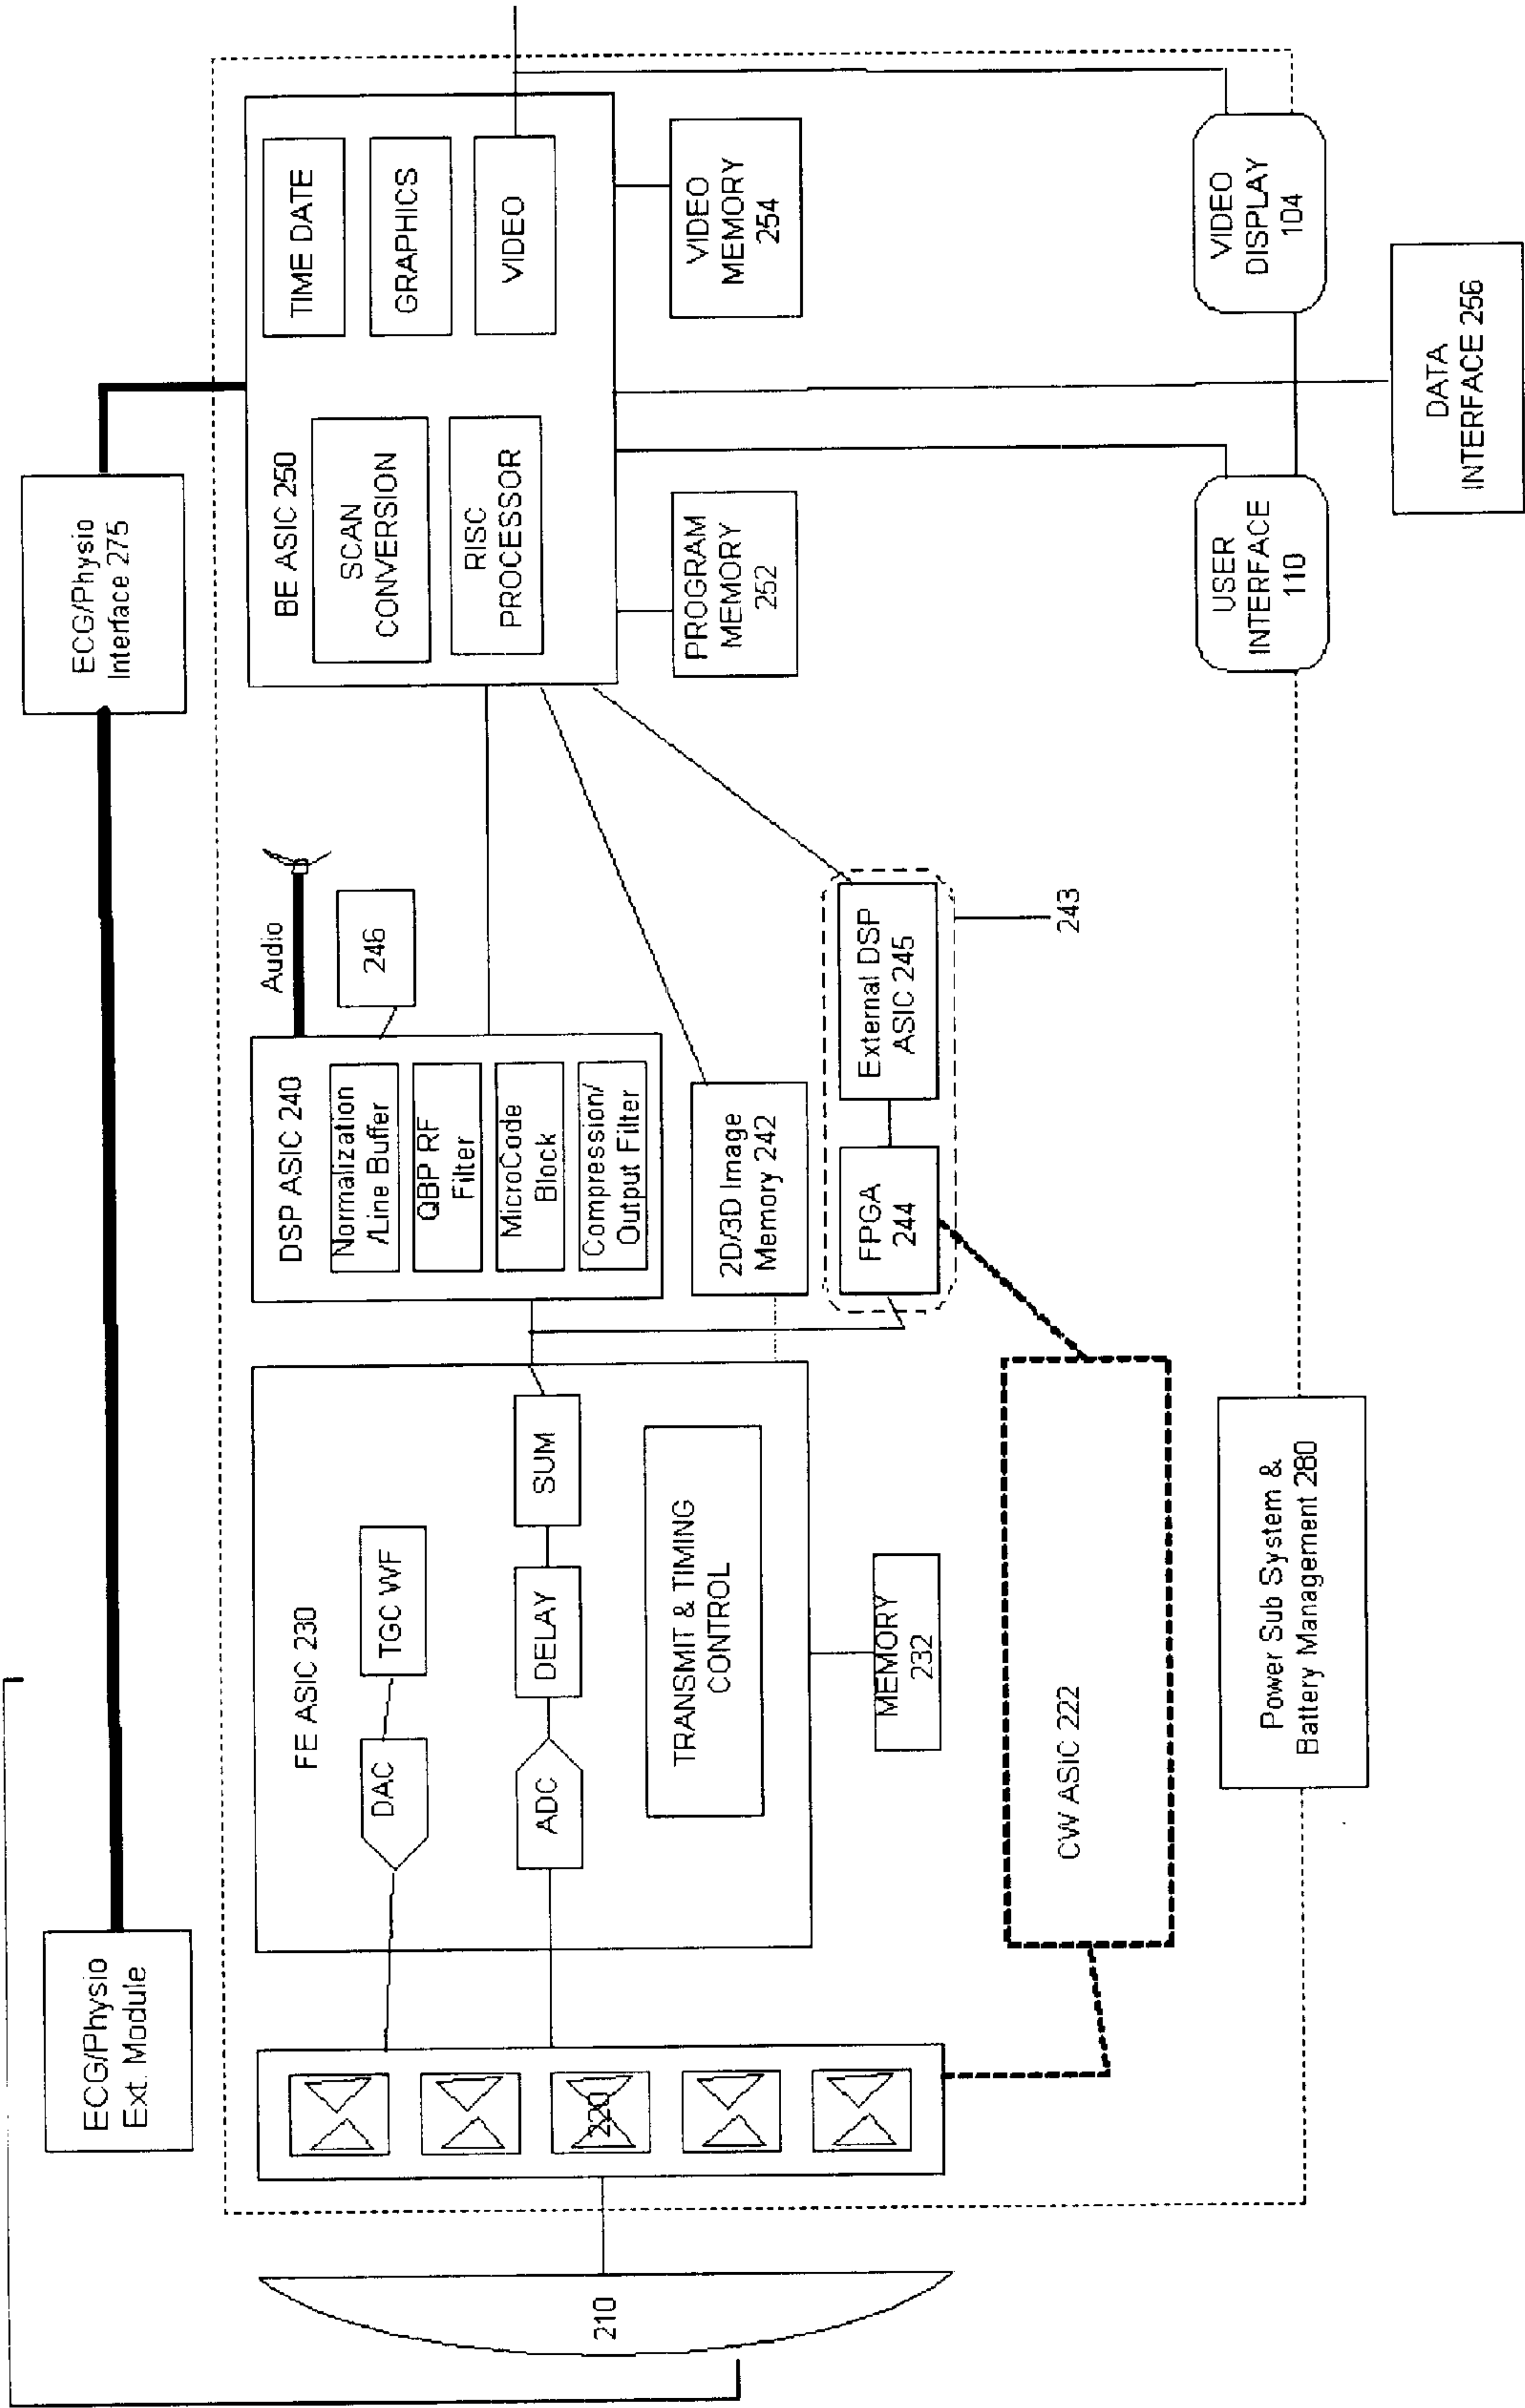 ECG/Physio
Ext. Module
ECG/Physio
Interface 275
210
220
FE ASIC 230
DAC
TGC WF
ADC
DELAY
SUM
TRANSMIT & TIMING
CONTROL
MEMORY
232
CW ASIC 222
Power Sub System &
Battery Management 280
DSP ASIC 240
Normalization
/Line Buffer
QBP RF
Filter
MicroCode
Block
Compression/
Output Filter
Audio
246
2D/3D Image
Memory 242
FPGA
244
External DSP
ASIC 245
243
BE ASIC 250
SCAN
CONVERSION
RISC
PROCESSOR
TIME DATE
GRAPHICS
VIDEO
PROGRAM
MEMORY
252
VIDEO
MEMORY
254
USER
INTERFACE
110
VIDEO
DISPLAY
104
DATA
INTERFACE 256